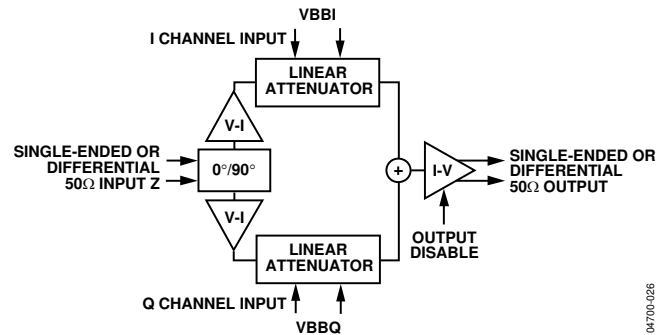 VBBI
I CHANNEL INPUT
LINEAR
ATTENUATOR
V-I
SINGLE-ENDED OR
DIFFERENTIAL
50Ω INPUT Z
0°/90°
+
I-V
SINGLE-ENDED OR
DIFFERENTIAL
50Ω OUTPUT
V-I
OUTPUT
DISABLE
LINEAR
ATTENUATOR
Q CHANNEL INPUT
VBBQ
04700-026